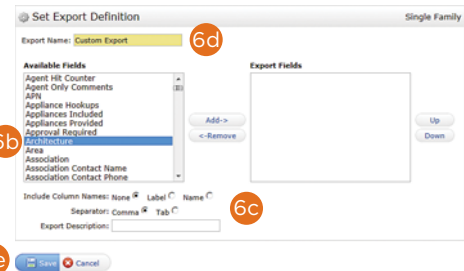 Set Export Definition Single Family
Export Name: Custom Export 6d
Available Fields Export Fields
Agent Hit Counter
Agent Only Comments
APN
Appliance Hookups
Appliances Included
Appliances Provided
Approval Required
Architecture
Area
Association
Association Contact Name
Association Contact Phone
Add-> Up
<-Remove Down
6b
Include Column Names: None Label Name
Separator: Comma Tab 6c
Export Description:
e Save Cancel